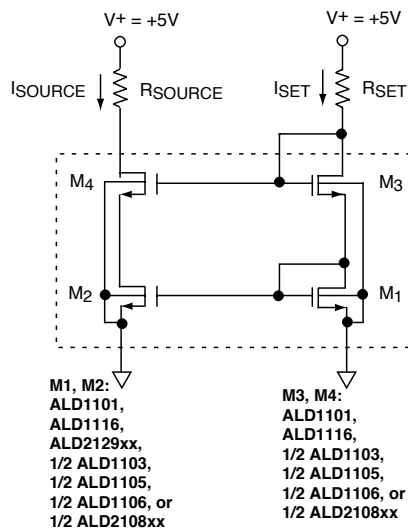 V+ = +5V
V+ = +5V
ISOURCE
RSOURCE
ISET
RSET
M4
M3
M2
M1
M1, M2:
ALD1101,
ALD1116,
ALD2129xx,
1/2 ALD1103,
1/2 ALD1105,
1/2 ALD1106, or
1/2 ALD2108xx
M3, M4:
ALD1101,
ALD1116,
1/2 ALD1103,
1/2 ALD1105,
1/2 ALD1106, or
1/2 ALD2108xx